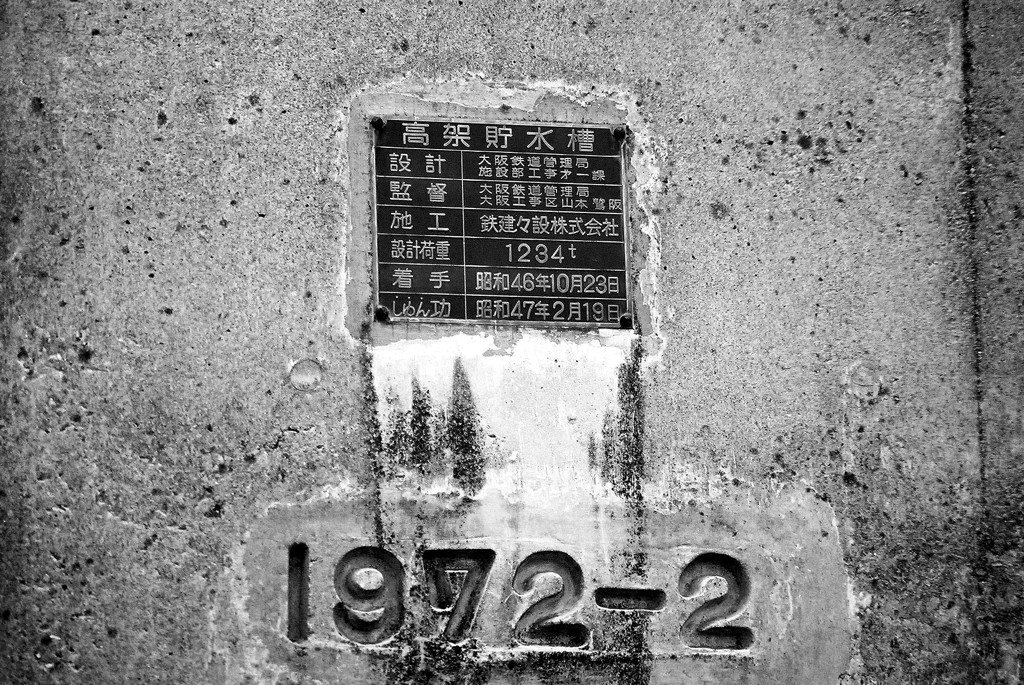 高架貯水槽
設計 大阪鉄道管理局
施設部工事才一課
監督 大阪鉄道管理局
大阪工事区山本 鷺阪
施工 鉄建々設株式会社
設計荷重 1234t
着手 昭和46年10月23日
しゅん功 昭和47年2月19日
1972-2